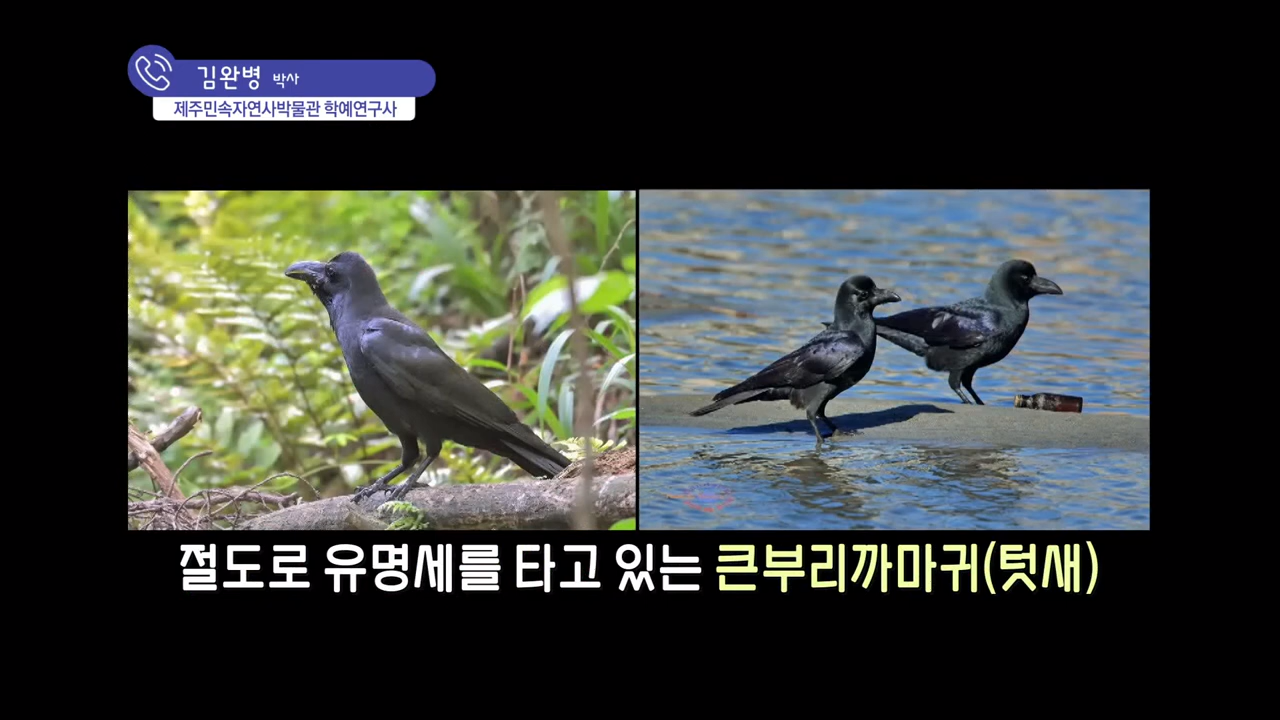 김완병 박사
제주민속자연사박물관 학예연구사
절도로 유명세를 타고 있는 큰부리까마귀(텃새)